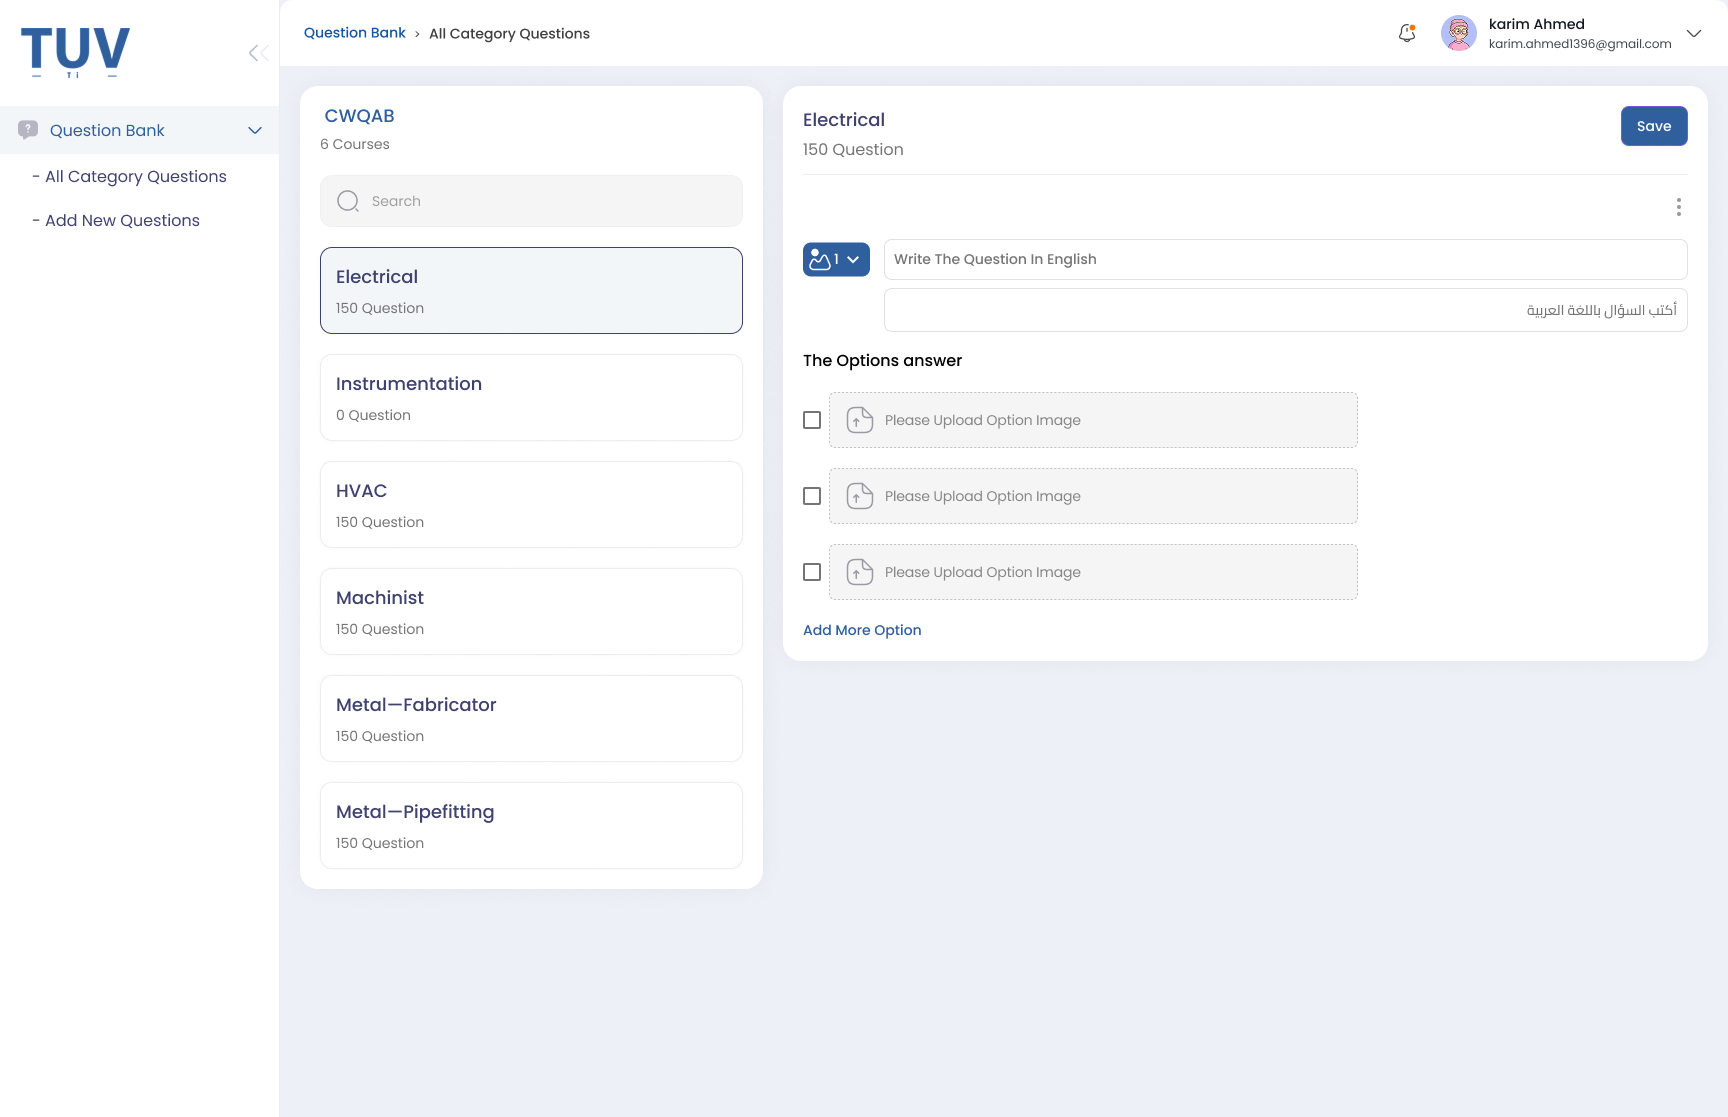 TUV
Question Bank
- All Category Questions
- Add New Questions
Question Bank › All Category Questions
karim Ahmed
karim.ahmed1396@gmail.com
CWQAB
6 Courses
Search
Electrical
150 Question
Instrumentation
0 Question
HVAC
150 Question
Machinist
150 Question
Metal—Fabricator
150 Question
Metal—Pipefitting
150 Question
Electrical
150 Question
Save
1
Write The Question In English
أكتب السؤال باللغة العربية
The Options answer
Please Upload Option Image
Please Upload Option Image
Please Upload Option Image
Add More Option